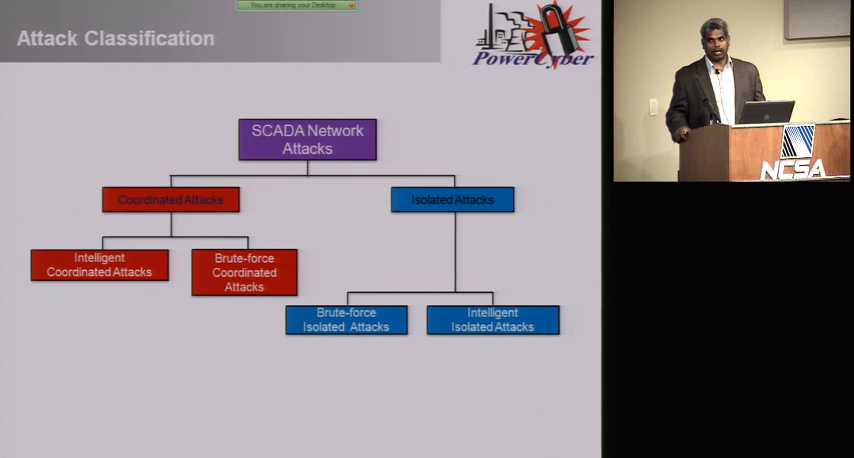 You are sharing your Desktop
Attack Classification
PowerCyber
SCADA Network
Attacks
Coordinated Attacks
Isolated Attacks
Intelligent
Coordinated Attacks
Brute-force
Coordinated
Attacks
Brute-force
Isolated Attacks
Intelligent
Isolated Attacks
NCSA